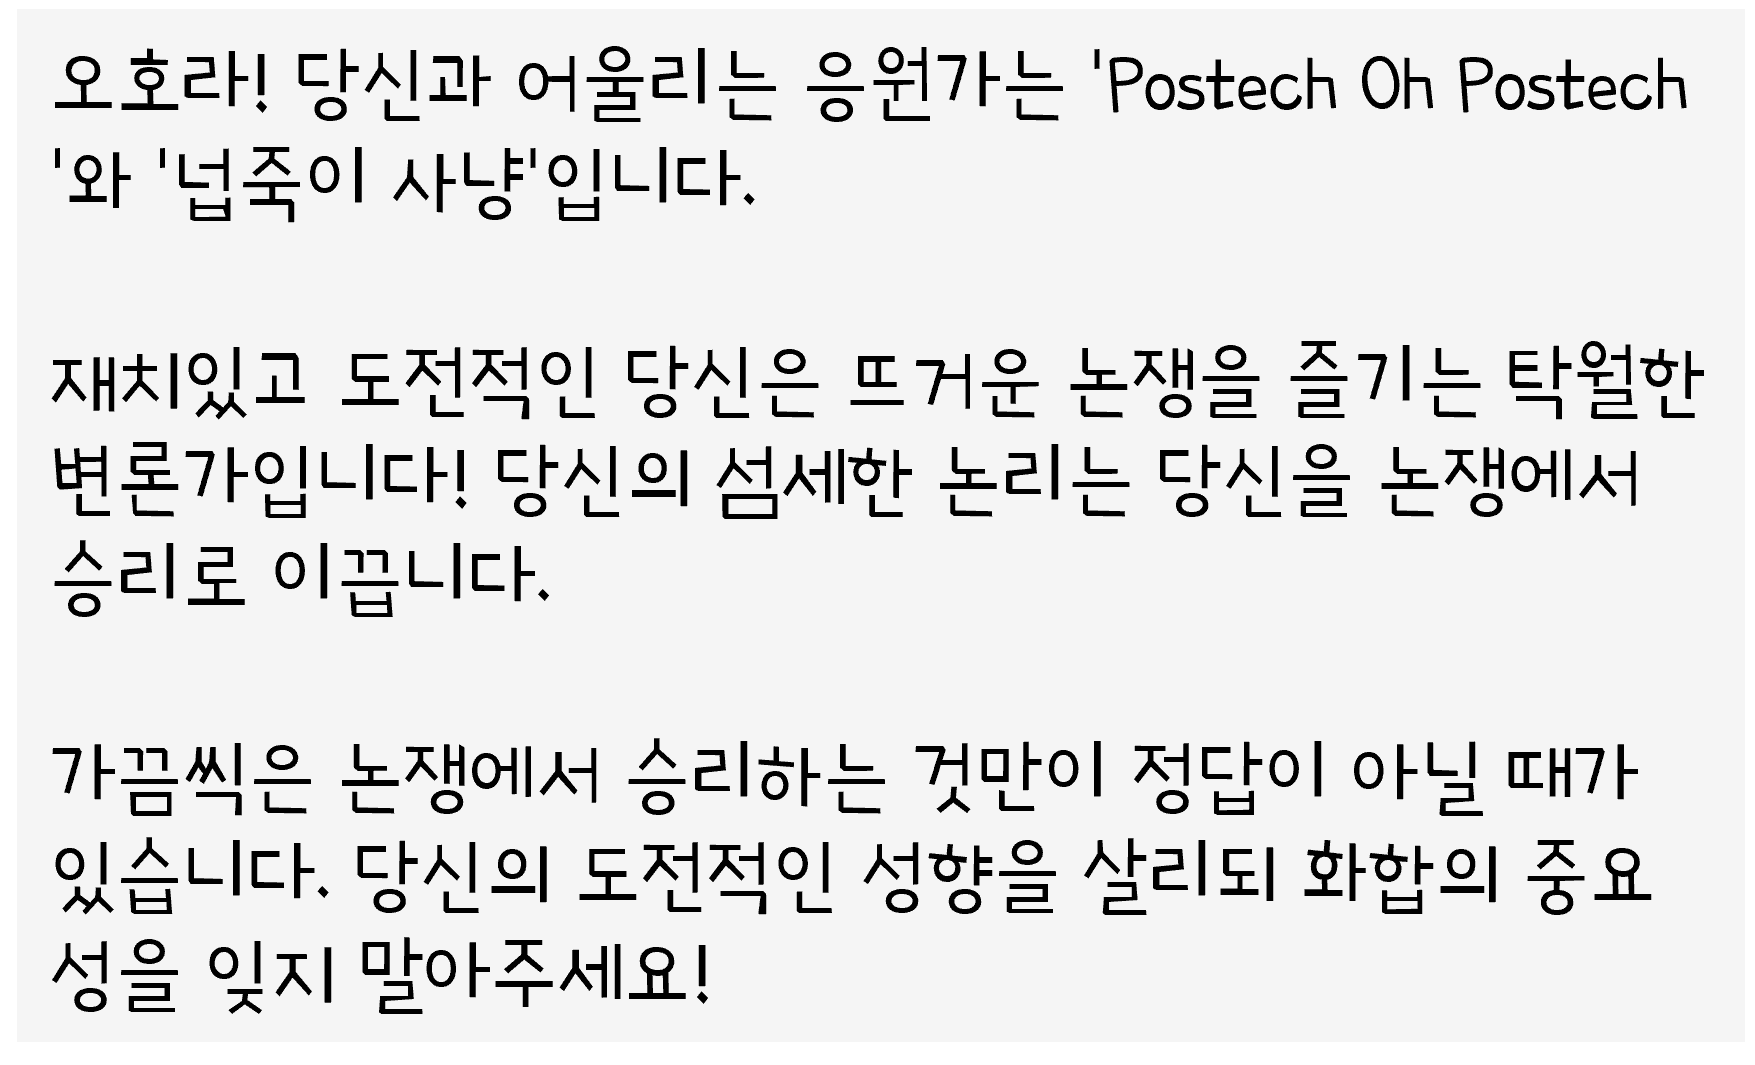 오호라! 당신과 어울리는 응원가는 'Postech Oh Postech
'와 '넙죽이 사냥'입니다.
재치있고 도전적인 당신은 뜨거운 논쟁을 즐기는 탁월한
변론가입니다! 당신의 섬세한 논리는 당신을 논쟁에서
승리로 이끕니다.
가끔씩은 논쟁에서 승리하는 것만이 정답이 아닐 때가
있습니다. 당신의 도전적인 성향을 살리되 화합의 중요
성을 잊지 말아주세요!